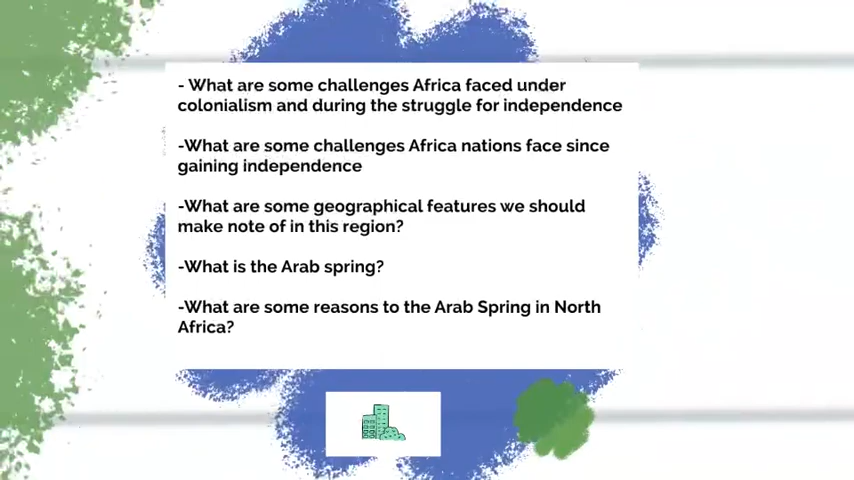 - What are some challenges Africa faced under
colonialism and during the struggle for independence
-What are some challenges Africa nations face since
gaining independence
-What are some geographical features we should
make note of in this region?
-What is the Arab spring?
-What are some reasons to the Arab Spring in North
Africa?